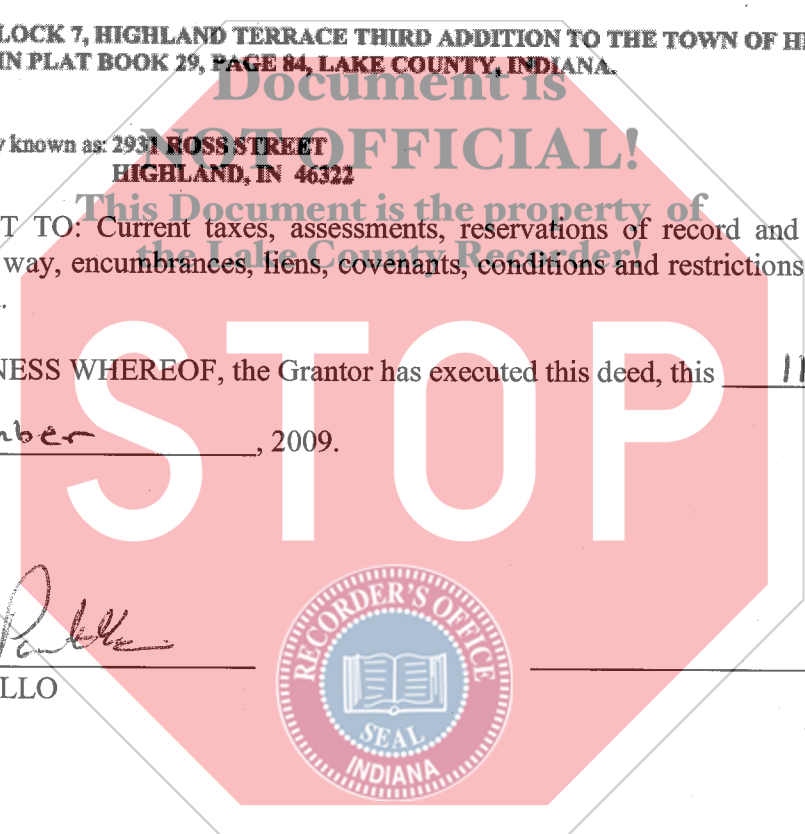 LOCK 7, HIGHLAND TERRACE THIRD ADDITION TO THE TOWN OF HI
IN PLAT BOOK 29, PAGE 84, LAKE COUNTY, INDIANA.
Document is
y known as: 2931 ROSS STREET
NOT OFFICIAL!
HIGHLAND, IN 46322
This Document is the property of
T TO: Current taxes, assessments, reservations of record and
the Lake County Recorder!
way, encumbrances, liens, covenants, conditions and restrictions
.
NESS WHEREOF, the Grantor has executed this deed, this 11
mber, 2009.
STOP
LLO
RECORDER'S OFFICE
SEAL
INDIANA